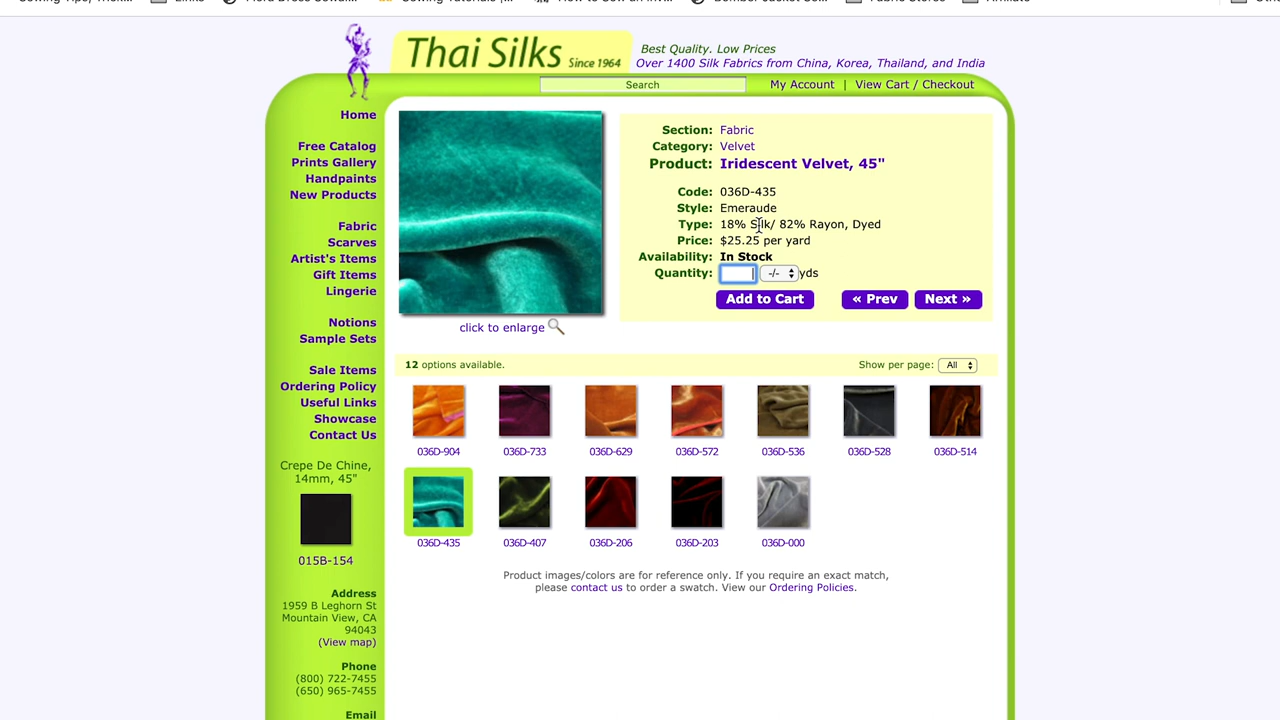 Links
Fabric Stores
Affiliate
Thai Silks Since 1964
Best Quality. Low Prices
Over 1400 Silk Fabrics from China, Korea, Thailand, and India
Search
My Account | View Cart / Checkout
Home
Free Catalog
Prints Gallery
Handpaints
New Products
Fabric
Scarves
Artist's Items
Gift Items
Lingerie
Notions
Sample Sets
Sale Items
Ordering Policy
Useful Links
Showcase
Contact Us
Crepe De Chine,
14mm, 45"
015B-154
Address
1959 B Leghorn St
Mountain View, CA
94043
(View map)
Phone
(800) 722-7455
(650) 965-7455
Email
click to enlarge
Section: Fabric
Category: Velvet
Product: Iridescent Velvet, 45"
Code: 036D-435
Style: Emeraude
Type: 18% Silk/ 82% Rayon, Dyed
Price: $25.25 per yard
Availability: In Stock
Quantity: -/- yds
Add to Cart
« Prev
Next »
12 options available.
Show per page: All
036D-904
036D-733
036D-629
036D-572
036D-536
036D-528
036D-514
036D-435
036D-407
036D-206
036D-203
036D-000
Product images/colors are for reference only. If you require an exact match,
please contact us to order a swatch. View our Ordering Policies.